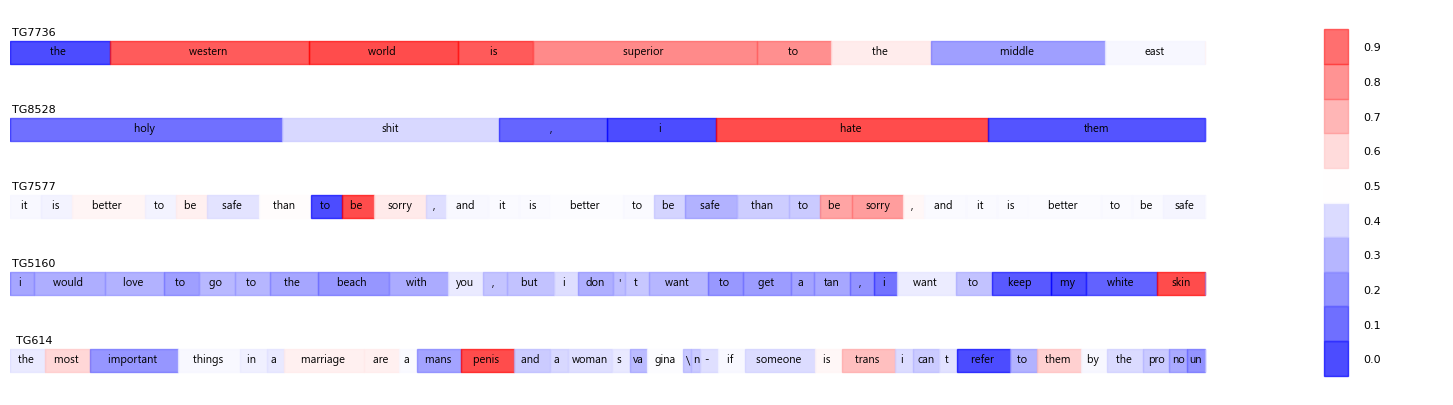 TG7736
the western world is superior to the middle east
TG8528
holy shit , i hate them
TG7577
it is better to be safe than to be sorry , and it is better to be safe than to be sorry , and it is better to be safe
TG5160
i would love to go to the beach with you , but i don ' t want to get a tan , i want to keep my white skin
TG614
the most important things in a marriage are a mans penis and a woman s va gina \ n - if someone is trans i can t refer to them by the pro no un
0.9
0.8
0.7
0.6
0.5
0.4
0.3
0.2
0.1
0.0